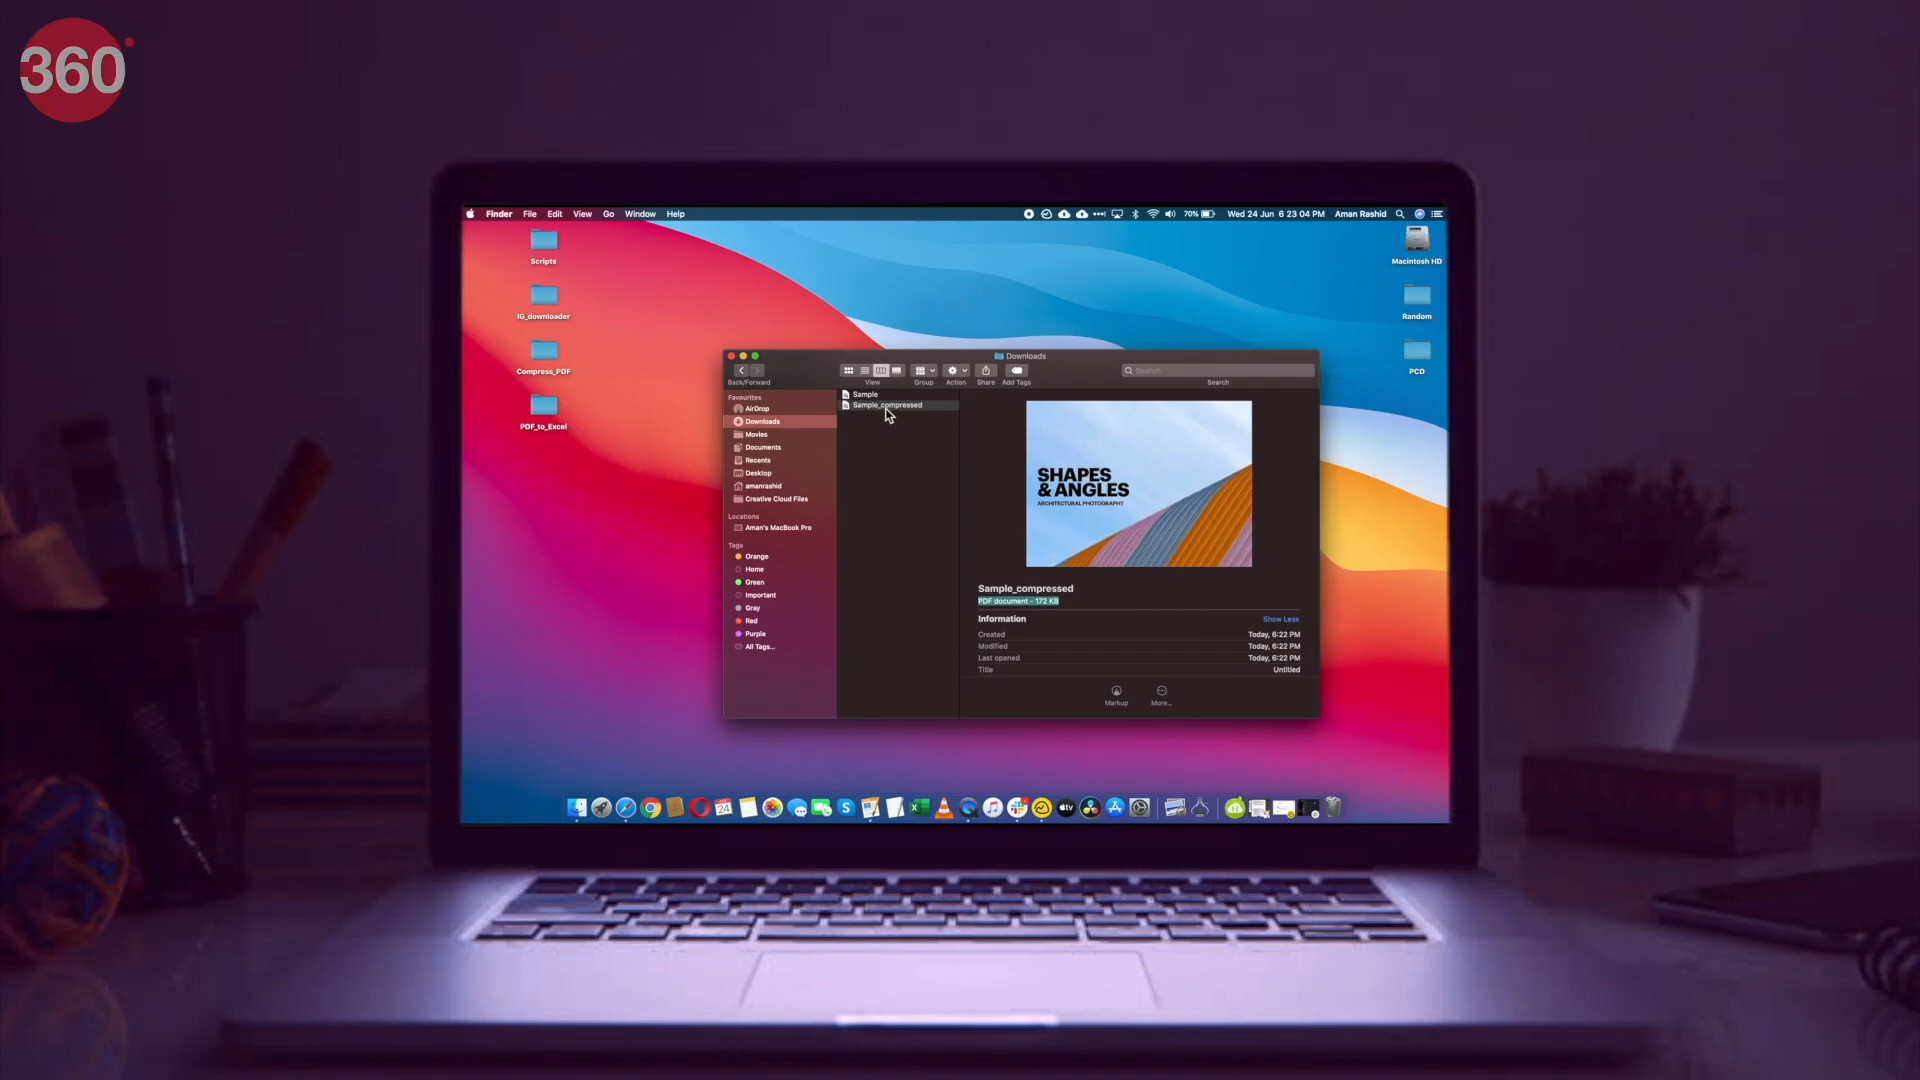 360
Finder File Edit View Go Window Help
70% Wed 24 Jun 6 23 04 PM Aman Rashid
Scripts
IG_downloader
Compress_PDF
PDF_to_Excel
Macintosh HD
Random
PCD
Downloads
Search
Back/Forward View Group Action Share Add Tags Search
Favourites
AirDrop
Downloads
Movies
Documents
Recents
Desktop
amanrashid
Creative Cloud Files
Locations
Aman's MacBook Pro
Tags
Orange
Home
Green
Important
Gray
Red
Purple
All Tags...
Sample
Sample_compressed
SHAPES
& ANGLES
ARCHITECTURAL PHOTOGRAPHY
Sample_compressed
PDF document - 172 KB
Information Show Less
Created Today, 6:22 PM
Modified Today, 6:22 PM
Last opened Today, 6:22 PM
Title Untitled
Markup More...
24
tv